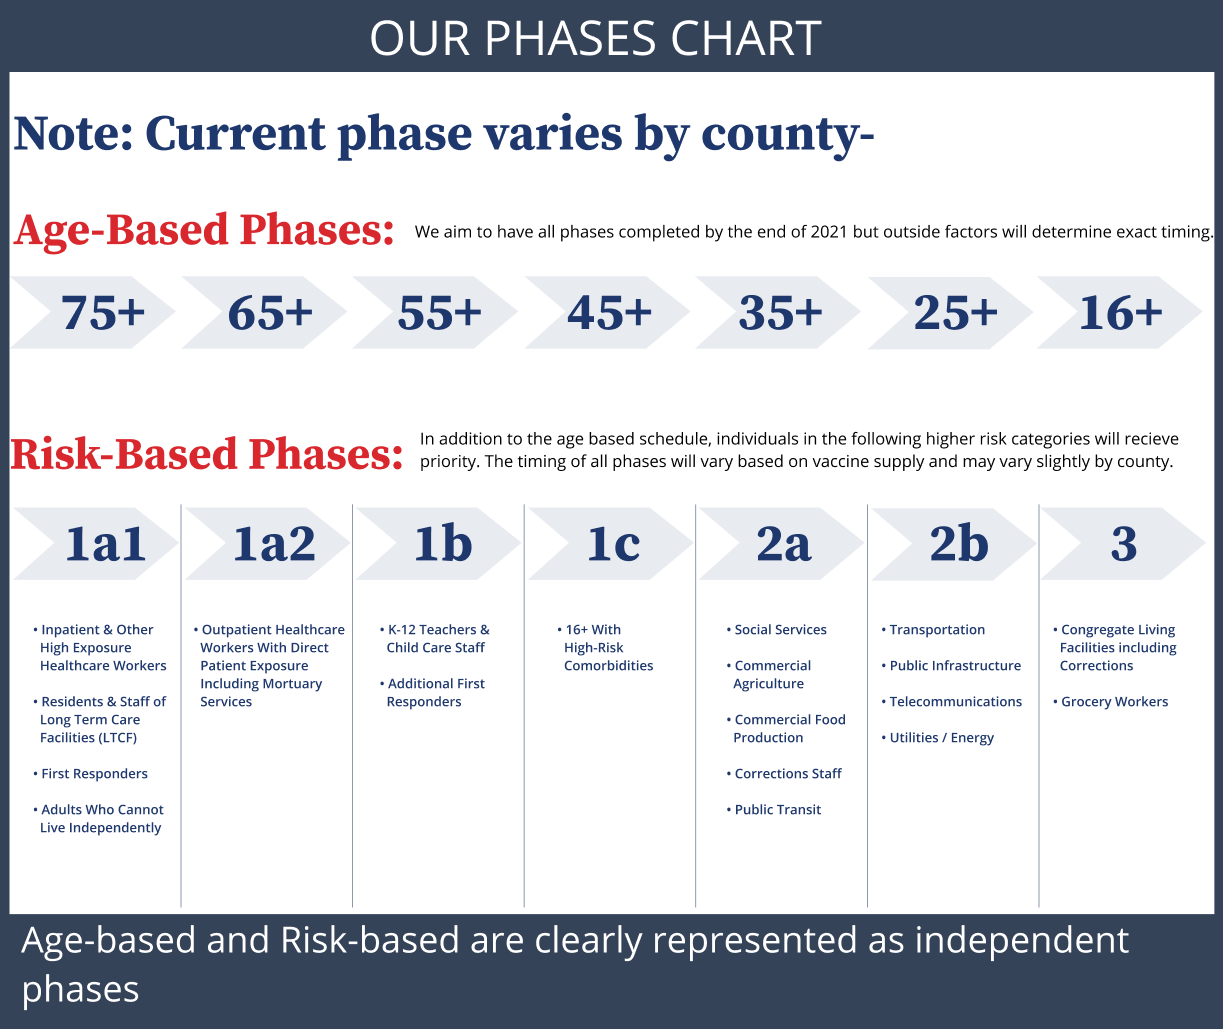 OUR PHASES CHART
Note: Current phase varies by county-
Age-Based Phases:
We aim to have all phases completed by the end of 2021 but outside factors will determine exact timing.
75+
65+
55+
45+
35+
25+
16+
Risk-Based Phases:
In addition to the age based schedule, individuals in the following higher risk categories will recieve
priority. The timing of all phases will vary based on vaccine supply and may vary slightly by county.
1a1
• Inpatient & Other
High Exposure
Healthcare Workers
• Residents & Staff of
Long Term Care
Facilities (LTCF)
• First Responders
• Adults Who Cannot
Live Independently
1a2
• Outpatient Healthcare
Workers With Direct
Patient Exposure
Including Mortuary
Services
1b
• K-12 Teachers &
Child Care Staff
• Additional First
Responders
1c
• 16+ With
High-Risk
Comorbidities
2a
• Social Services
• Commercial
Agriculture
• Commercial Food
Production
• Corrections Staff
• Public Transit
2b
• Transportation
• Public Infrastructure
• Telecommunications
• Utilities / Energy
3
• Congregate Living
Facilities including
Corrections
• Grocery Workers
Age-based and Risk-based are clearly represented as independent
phases